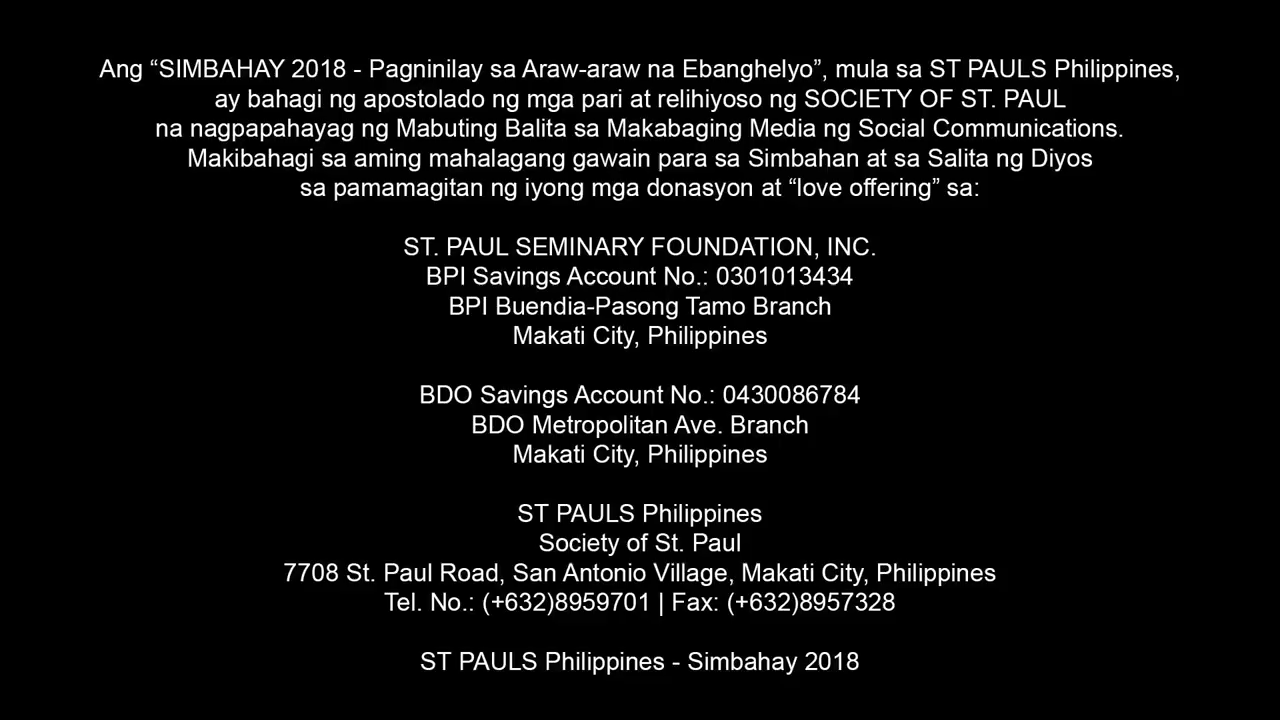 Ang “SIMBAHAY 2018 - Pagninilay sa Araw-araw na Ebanghelyo”, mula sa ST PAULS Philippines,
ay bahagi ng apostolado ng mga pari at relihiyoso ng SOCIETY OF ST. PAUL
na nagpapahayag ng Mabuting Balita sa Makabaging Media ng Social Communications.
Makibahagi sa aming mahalagang gawain para sa Simbahan at sa Salita ng Diyos
sa pamamagitan ng iyong mga donasyon at “love offering” sa:
ST. PAUL SEMINARY FOUNDATION, INC.
BPI Savings Account No.: 0301013434
BPI Buendia-Pasong Tamo Branch
Makati City, Philippines
BDO Savings Account No.: 0430086784
BDO Metropolitan Ave. Branch
Makati City, Philippines
ST PAULS Philippines
Society of St. Paul
7708 St. Paul Road, San Antonio Village, Makati City, Philippines
Tel. No.: (+632)8959701 | Fax: (+632)8957328
ST PAULS Philippines - Simbahay 2018